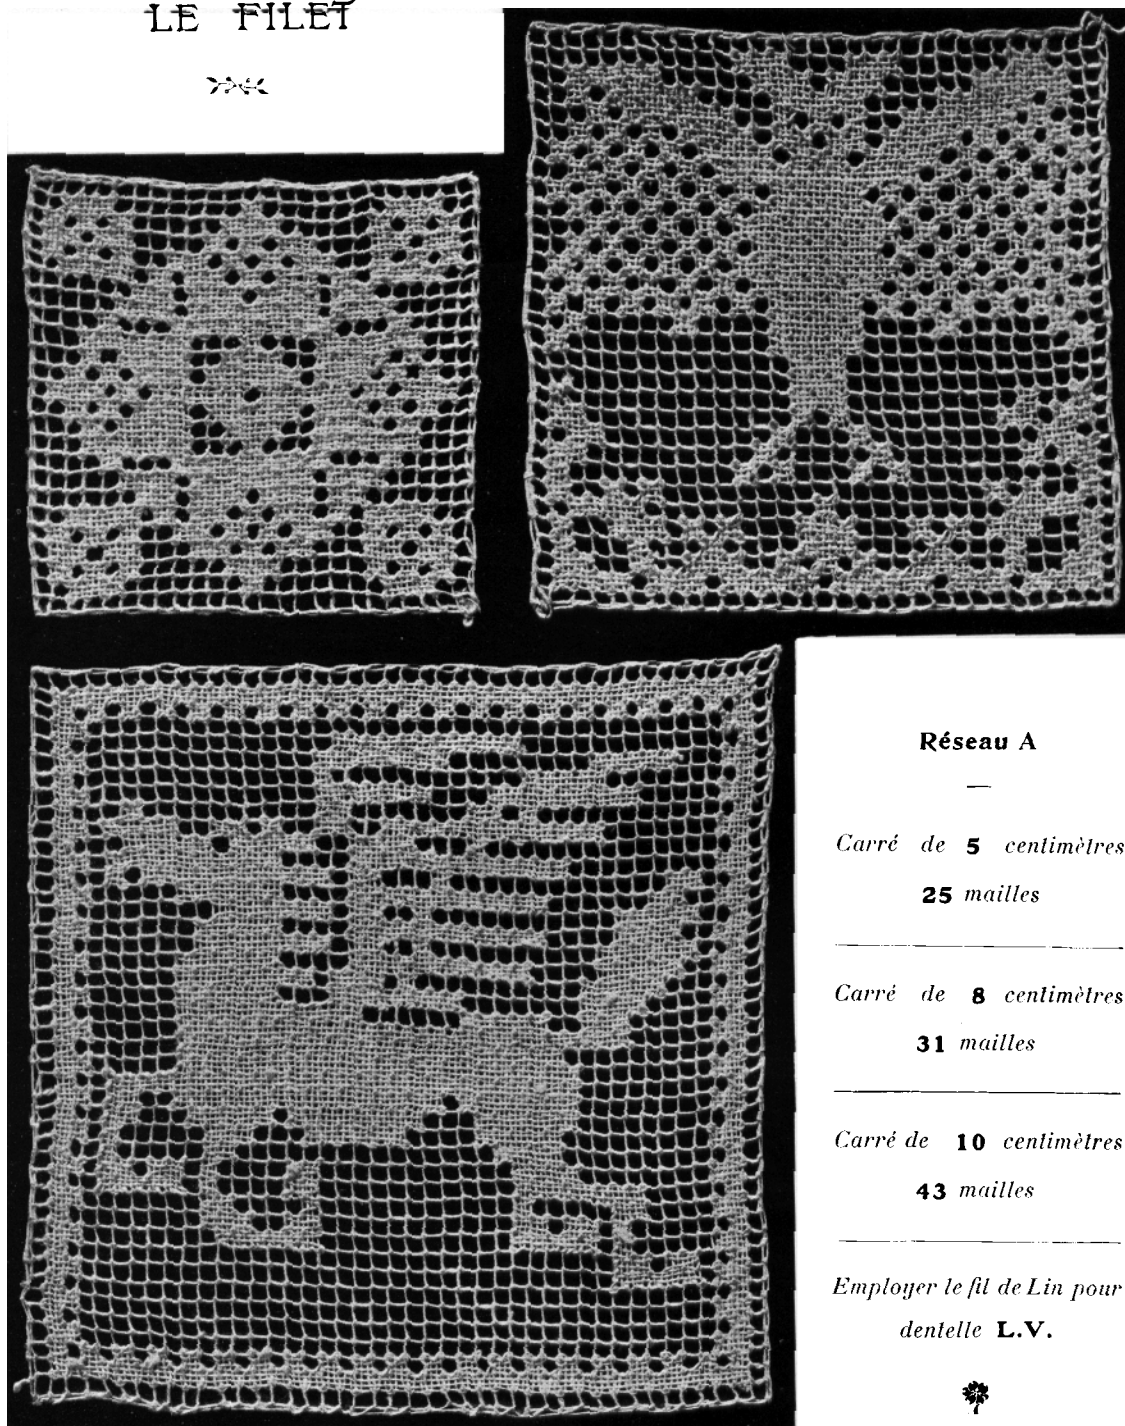 LE FILET
Réseau A
Carré de 5 centimètres
25 mailles
Carré de 8 centimètres
31 mailles
Carré de 10 centimètres
43 mailles
Employer le fil de Lin pour
dentelle L.V.